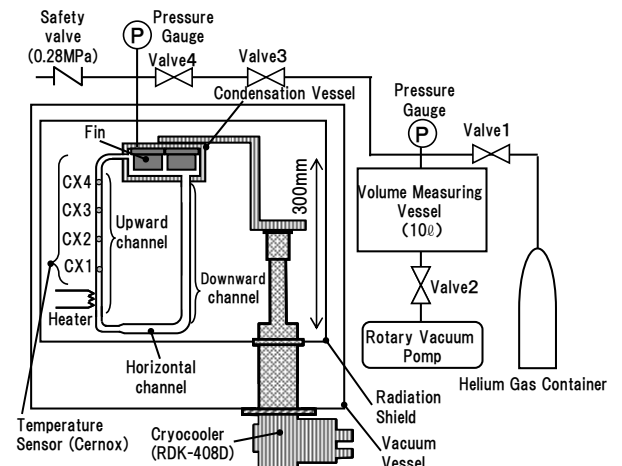 Safety
valve
(0.28MPa)
Pressure
Gauge
P
Valve4
Valve3
Condensation Vessel
Pressure
Gauge
P
Valve1
Fin
CX4
CX3
CX2
CX1
Upward
channel
300mm
Volume Measuring
Vessel
(10ℓ)
Downward
channel
Valve2
Heater
Rotary Vacuum
Pump
Horizontal
channel
Helium Gas Container
Radiation
Shield
Temperature
Sensor (Cernox)
Cryocooler
(RDK-408D)
Vacuum
Vessel